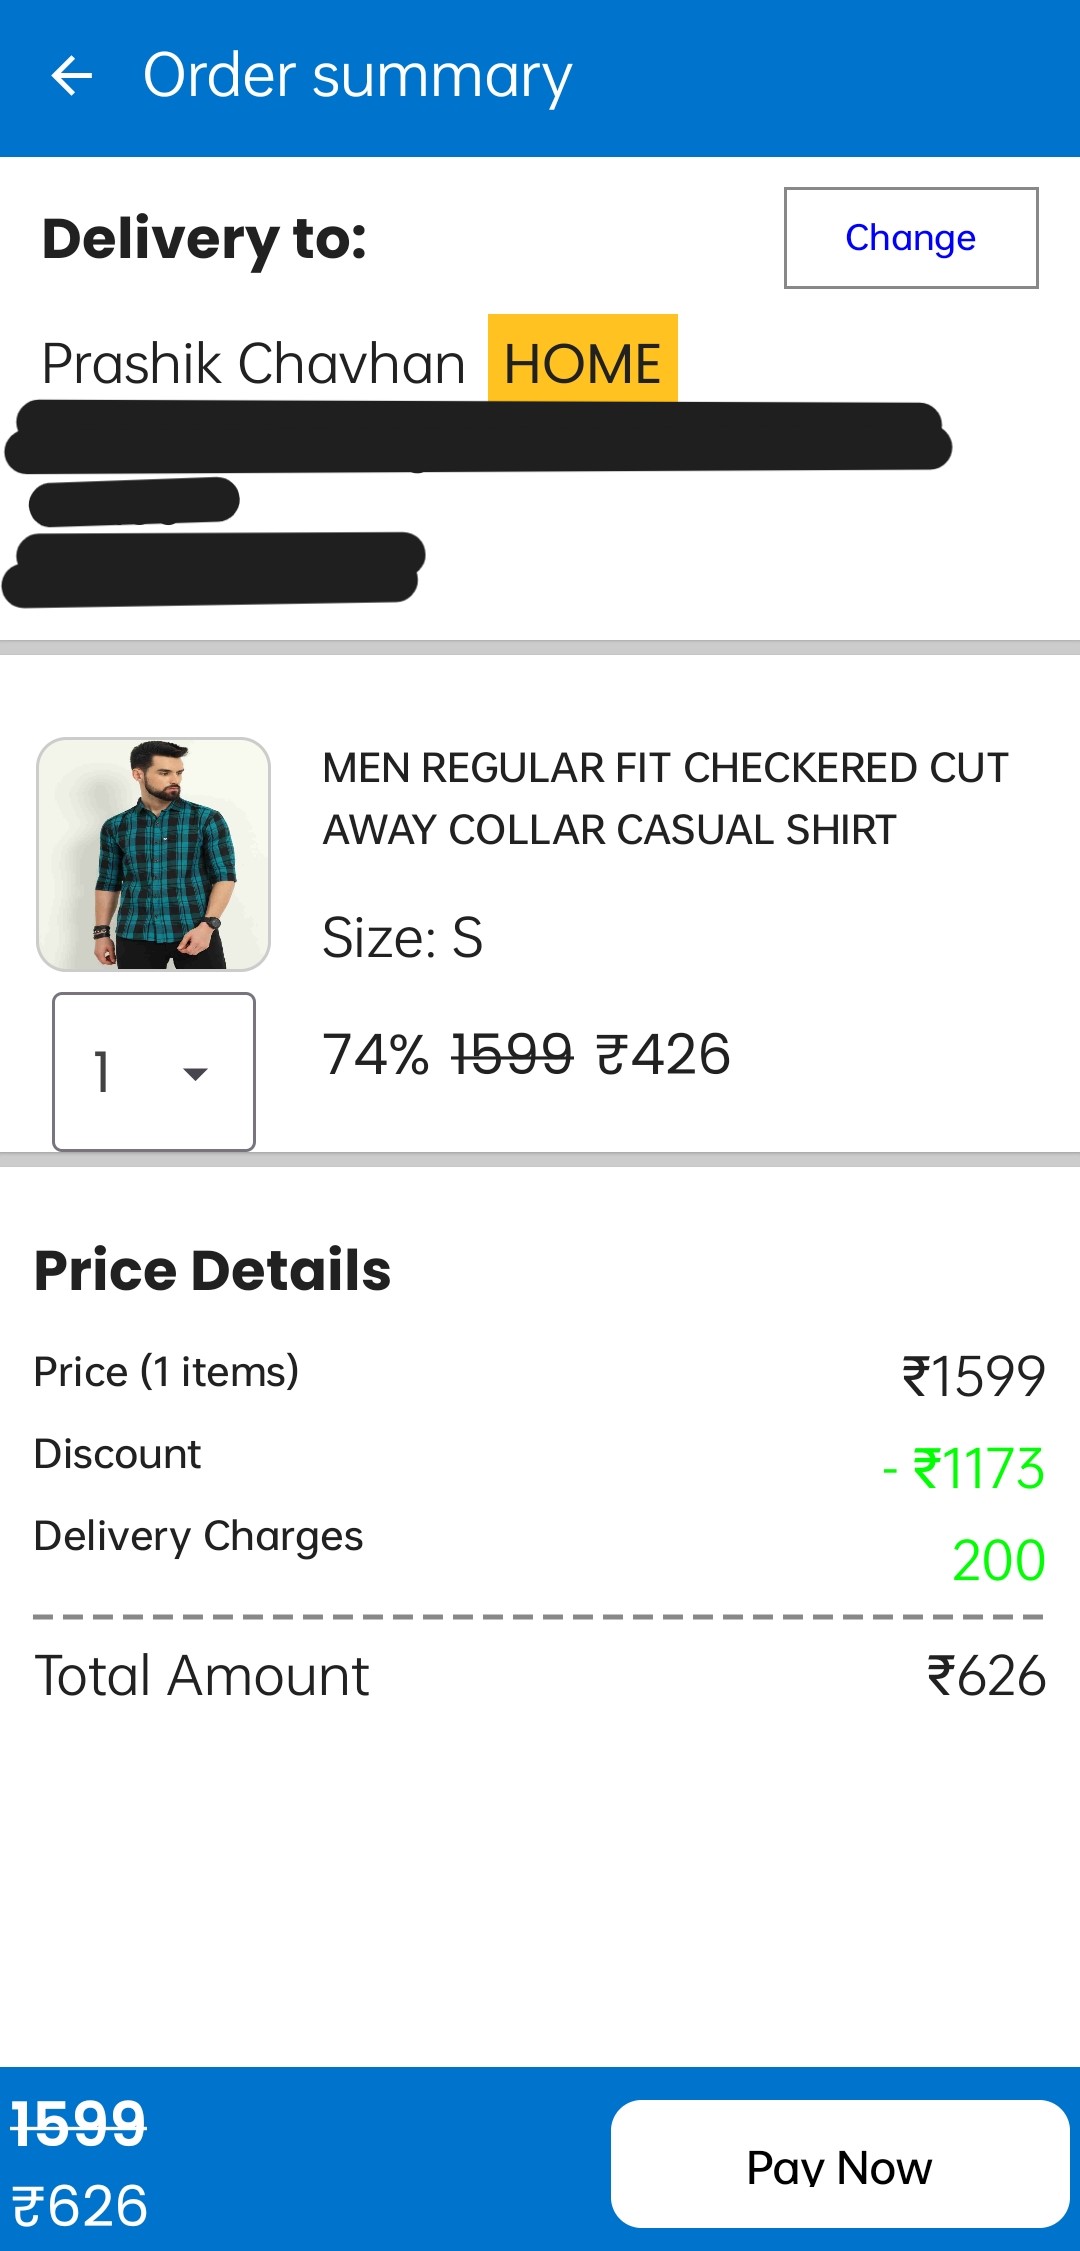 Order summary
Delivery to:
Change
Prashik Chavhan HOME
MEN REGULAR FIT CHECKERED CUT
AWAY COLLAR CASUAL SHIRT
Size: S
74% 1599 ₹426
1
Price Details
Price (1 items) ₹1599
Discount - ₹1173
Delivery Charges 200
Total Amount ₹626
1599
₹626
Pay Now